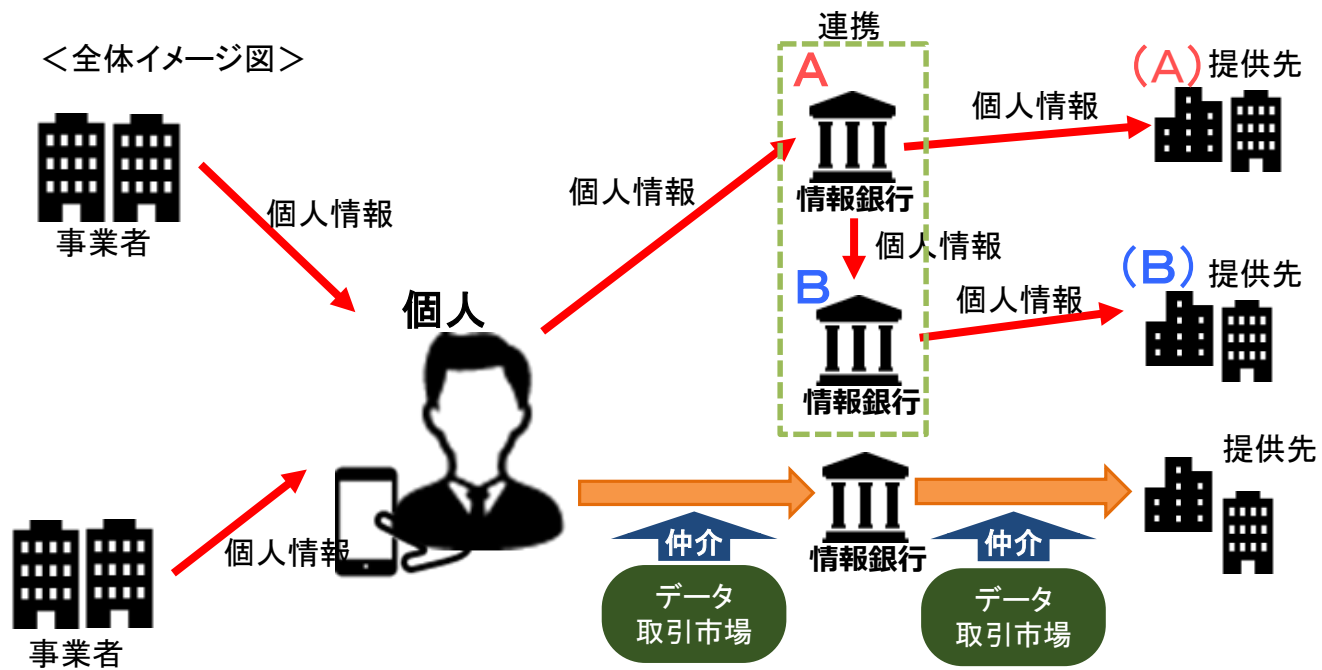 ＜全体イメージ図＞
連携
A
(A) 提供先
個人情報
個人情報
個人情報
情報銀行
事業者
個人情報
B
(B) 提供先
個人情報
個人
情報銀行
提供先
個人情報
仲介
情報銀行
仲介
データ
取引市場
データ
取引市場
事業者